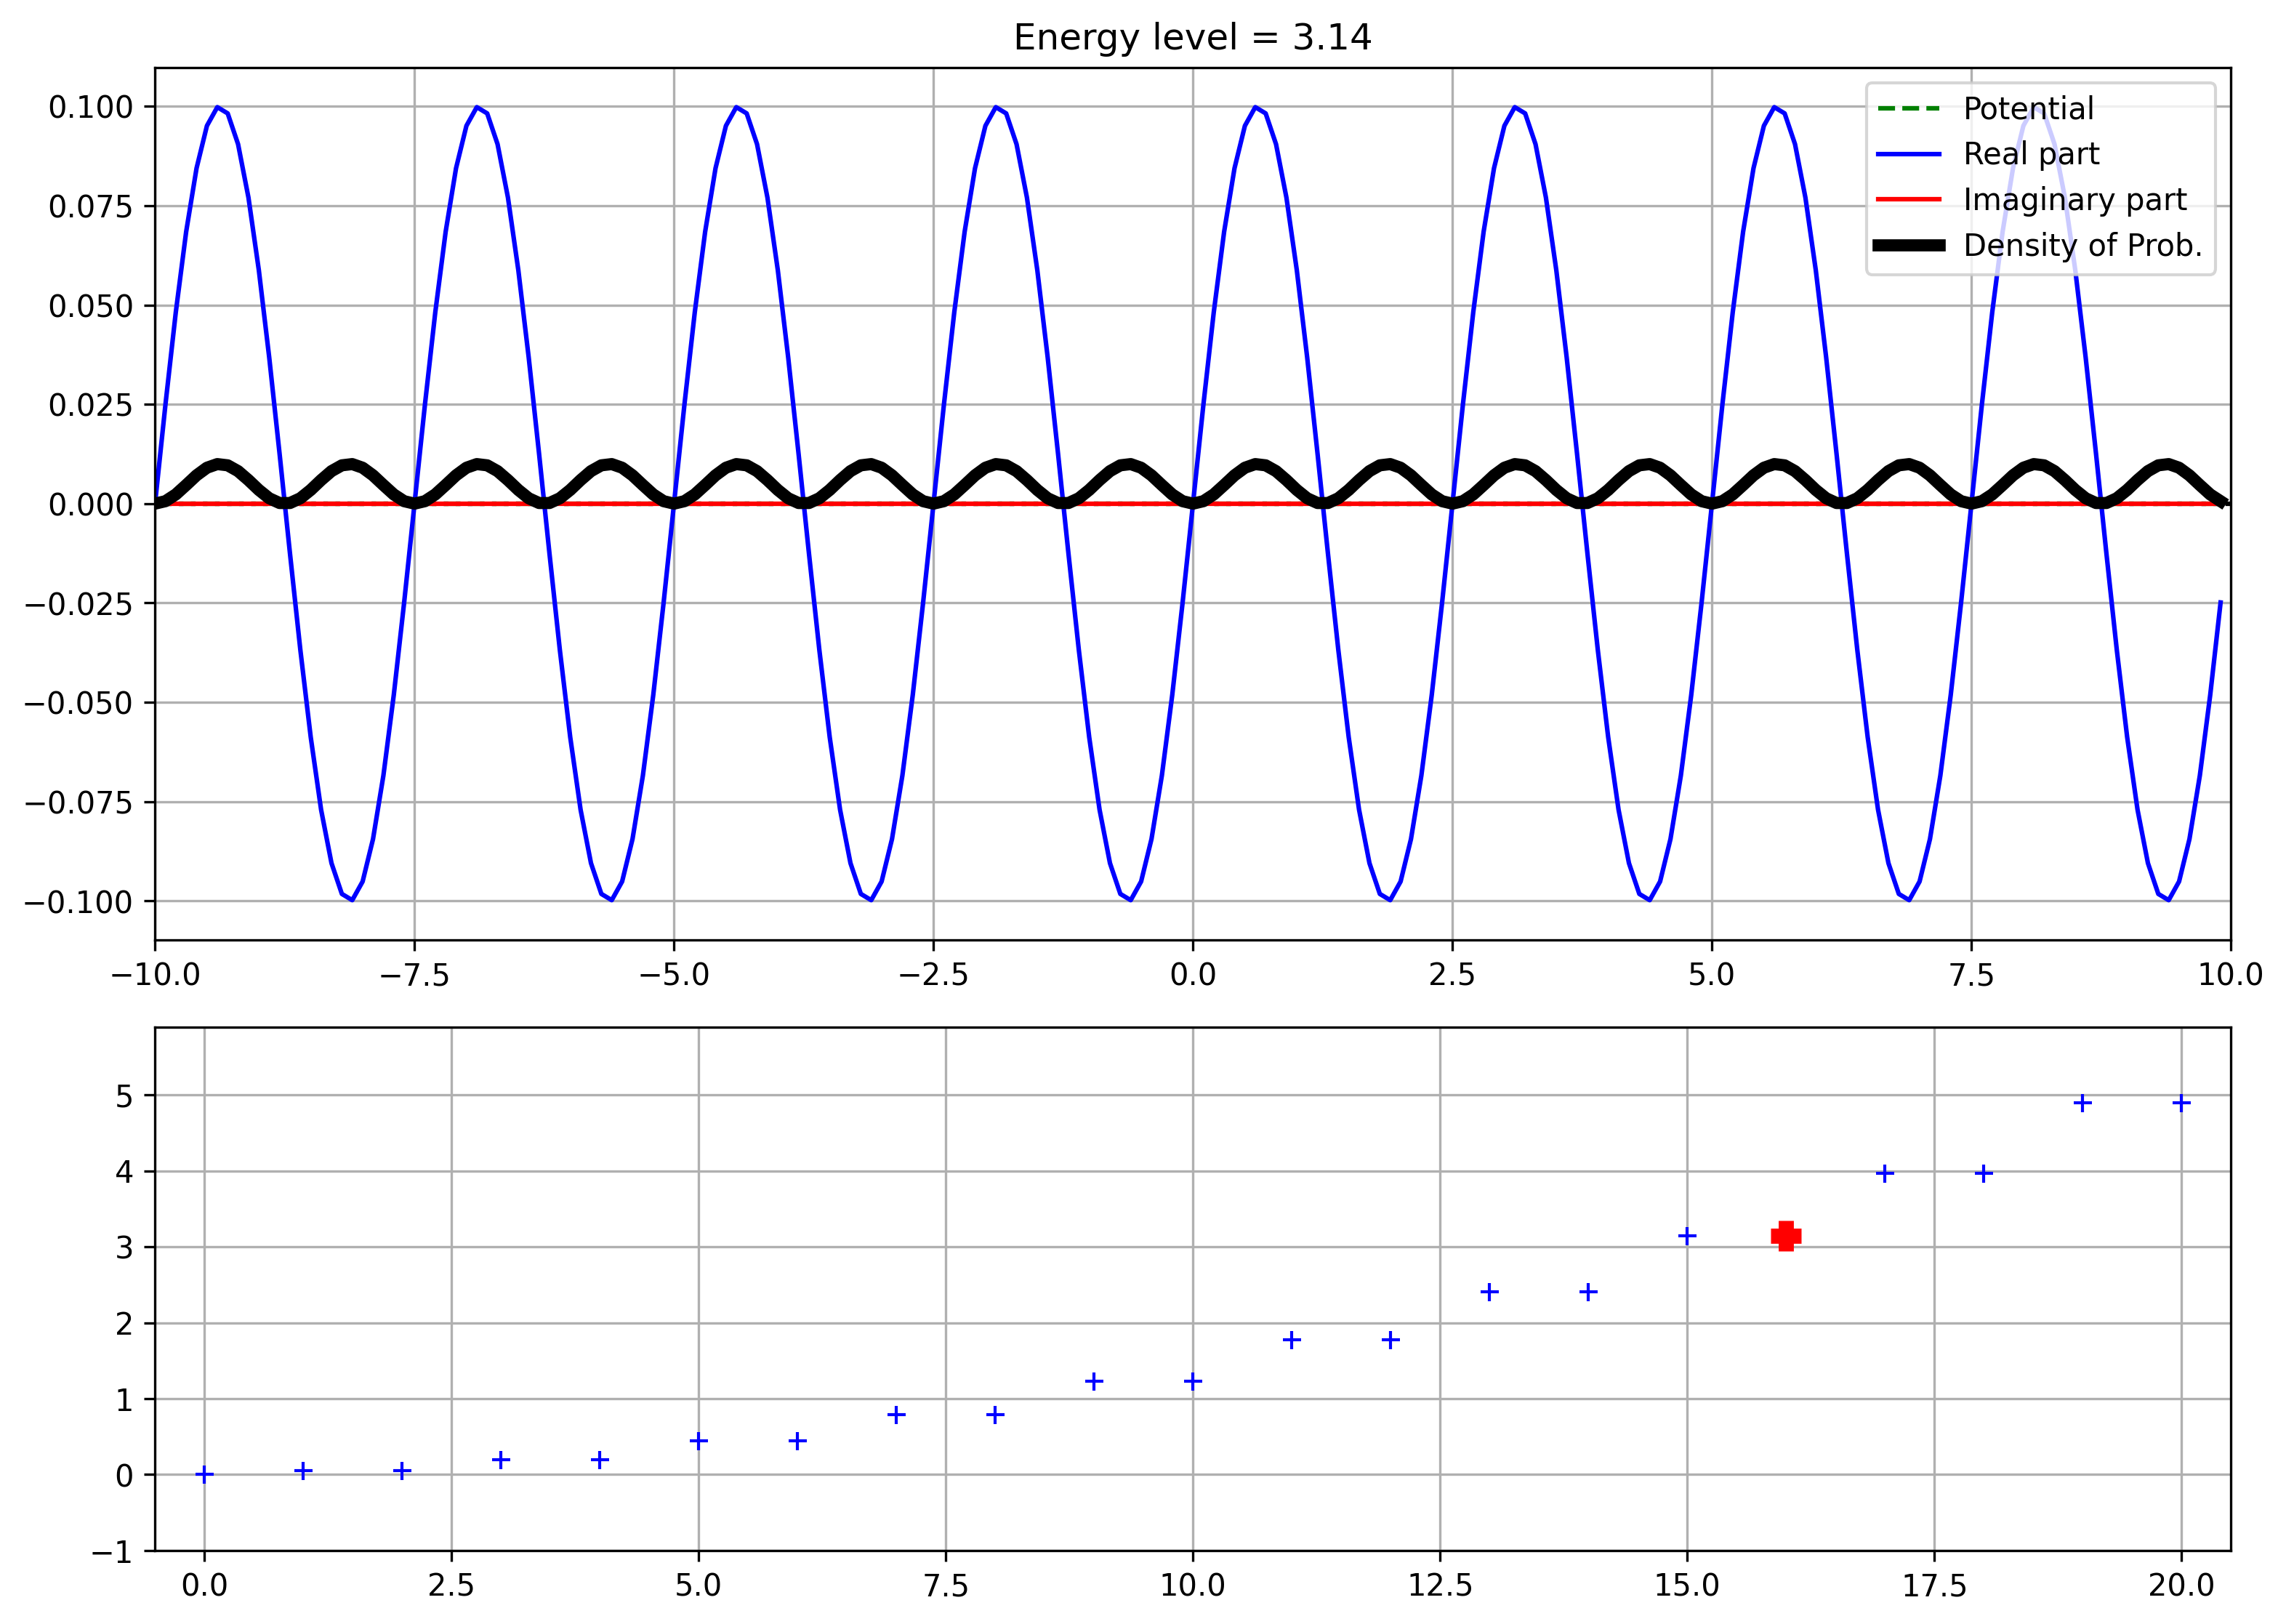 Energy level = 3.14
0.100
0.075
0.050
0.025
0.000
−0.025
−0.050
−0.075
−0.100
Potential
Real part
Imaginary part
Density of Prob.
−10.0 −7.5 −5.0 −2.5 0.0 2.5 5.0 7.5 10.0
5
4
3
2
1
0
−1
0.0 2.5 5.0 7.5 10.0 12.5 15.0 17.5 20.0